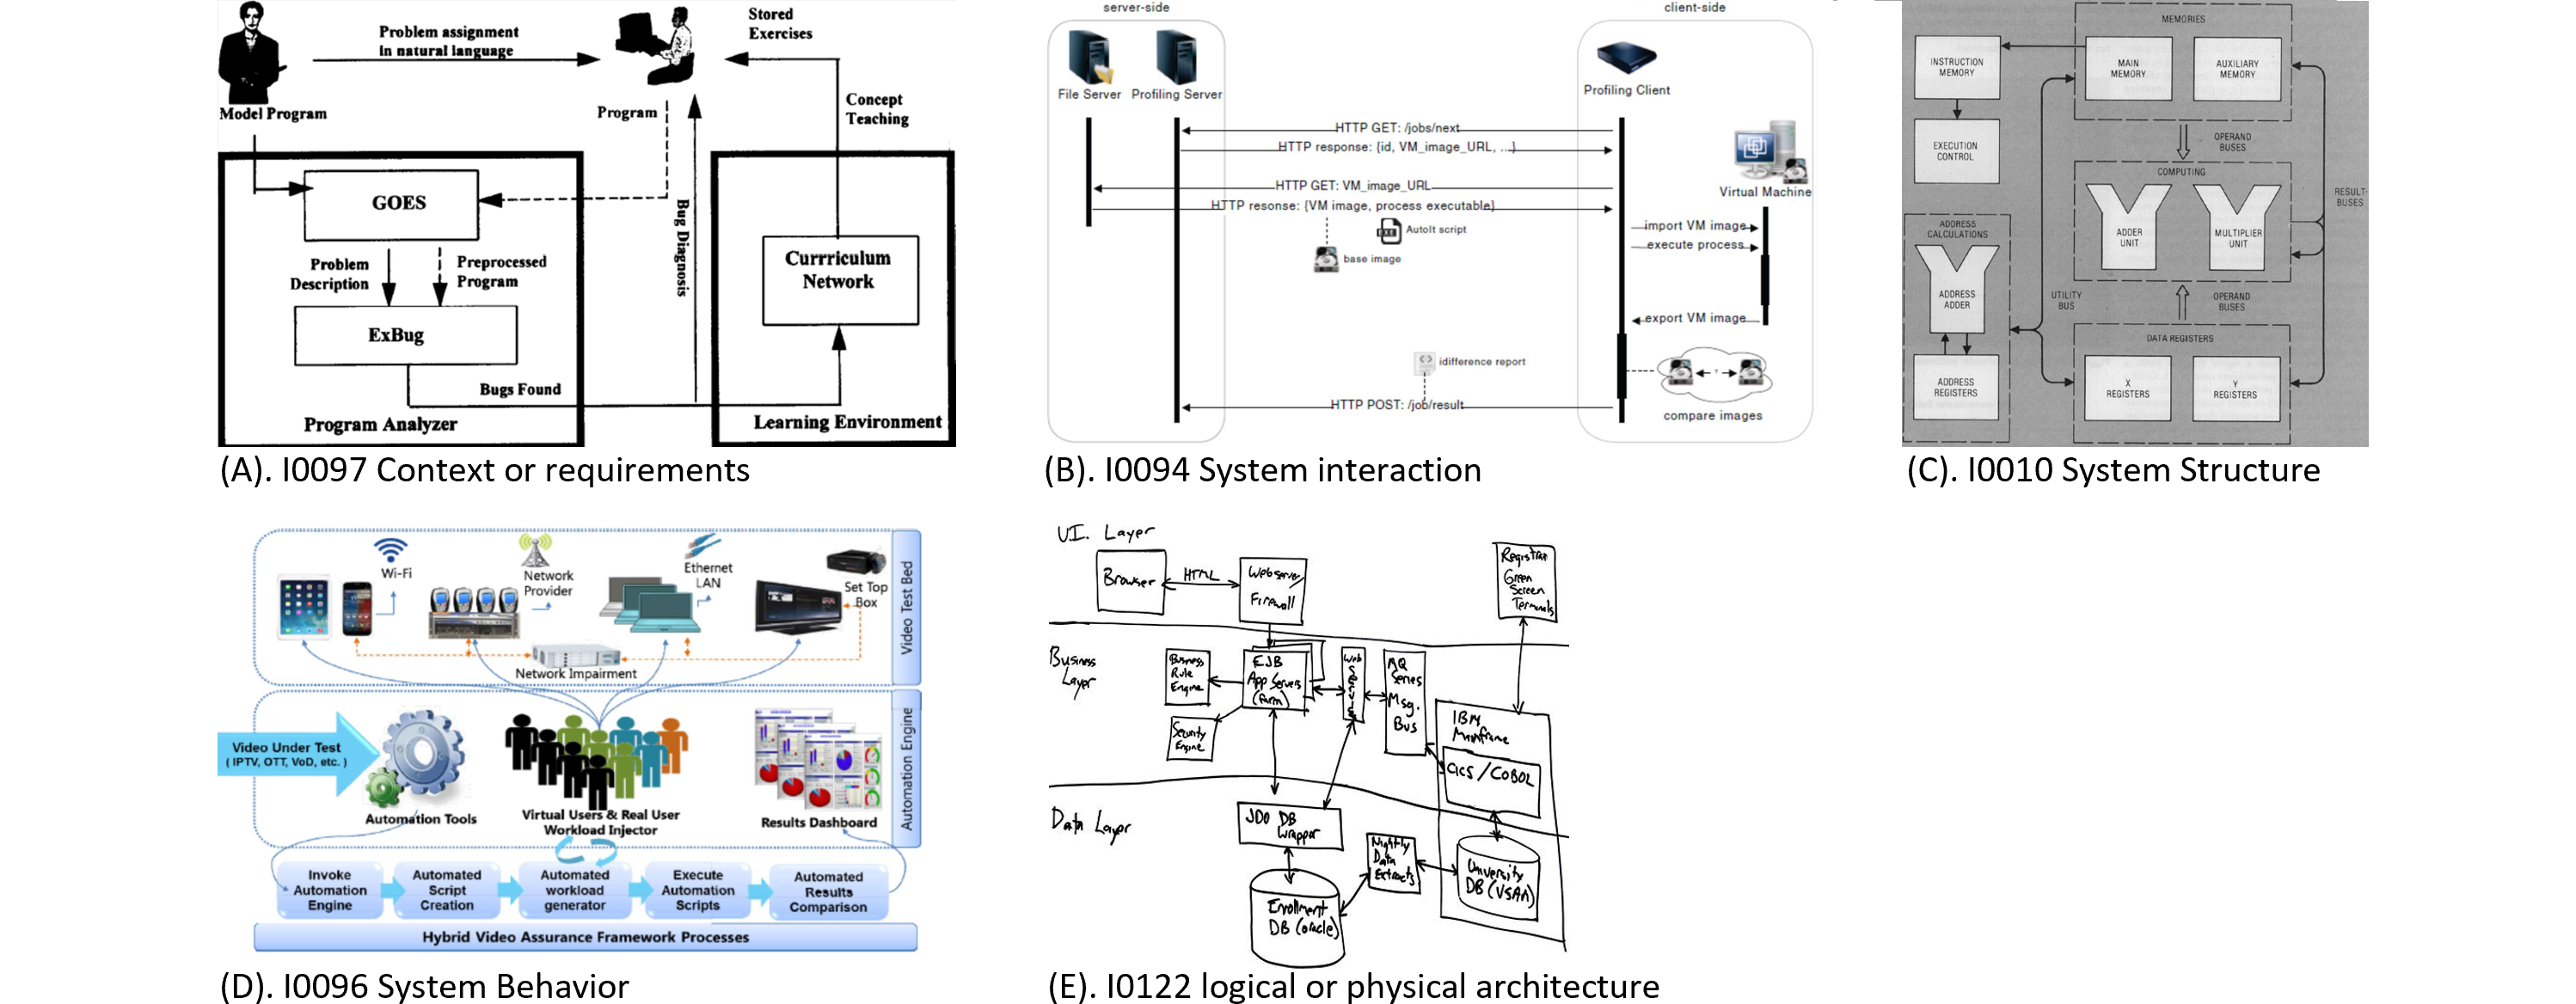 Problem assignment
in natural language
Stored
Exercises
Model Program
Program
Concept
Teaching
GOES
Problem
Description
Preprocessed
Program
Bug Diagnosis
Currriculum
Network
ExBug
Bugs Found
Program Analyzer
Learning Environment
(A). I0097 Context or requirements
server-side
client-side
File Server
Profiling Server
Profiling Client
HTTP GET: /jobs/next
HTTP response: {id, VM_image_URL, ...}
Virtual Machine
HTTP GET: VM_image_URL
HTTP resonse: {VM image, process executable}
EXE
AutoIt script
base image
import VM image
execute process
export VM image
idifference report
HTTP POST: /job/result
compare images
(B). I0094 System interaction
MEMORIES
INSTRUCTION
MEMORY
MAIN
MEMORY
AUXILIARY
MEMORY
EXECUTION
CONTROL
OPERAND
BUSES
COMPUTING
RESULT-
BUSES
ADDRESS
CALCULATIONS
ADDER
UNIT
MULTIPLIER
UNIT
ADDRESS
ADDER
UTILITY
BUS
OPERAND
BUSES
DATA REGISTERS
ADDRESS
REGISTERS
X
REGISTERS
Y
REGISTERS
(C). I0010 System Structure
Wi-Fi
Network
Provider
Ethernet
LAN
Set Top
Box
Network Impairment
Video Test Bed
Video Under Test
( IPTV, OTT, VoD, etc. )
Automation Tools
Virtual Users & Real User
Workload Injector
Results Dashboard
Automation Engine
Invoke
Automation
Engine
Automated
Script
Creation
Automated
workload
generator
Execute
Automation
Scripts
Automated
Results
Comparison
Hybrid Video Assurance Framework Processes
(D). I0096 System Behavior
U.I. Layer
Browser
HTML
Webserver/
Firewall
Registrar
Green
Screen
Terminals
Business
Layer
Business
Rule
Engine
EJB
App Servers
(Farm)
Web
Services
MQ
Series
Msg.
Bus
Security
Engine
IBM
Mainframe
CICS/COBOL
Data Layer
JDO DB
Wrapper
Nightly
Data
Extracts
University
DB (VSAM)
Enrollment
DB (oracle)
(E). I0122 logical or physical architecture